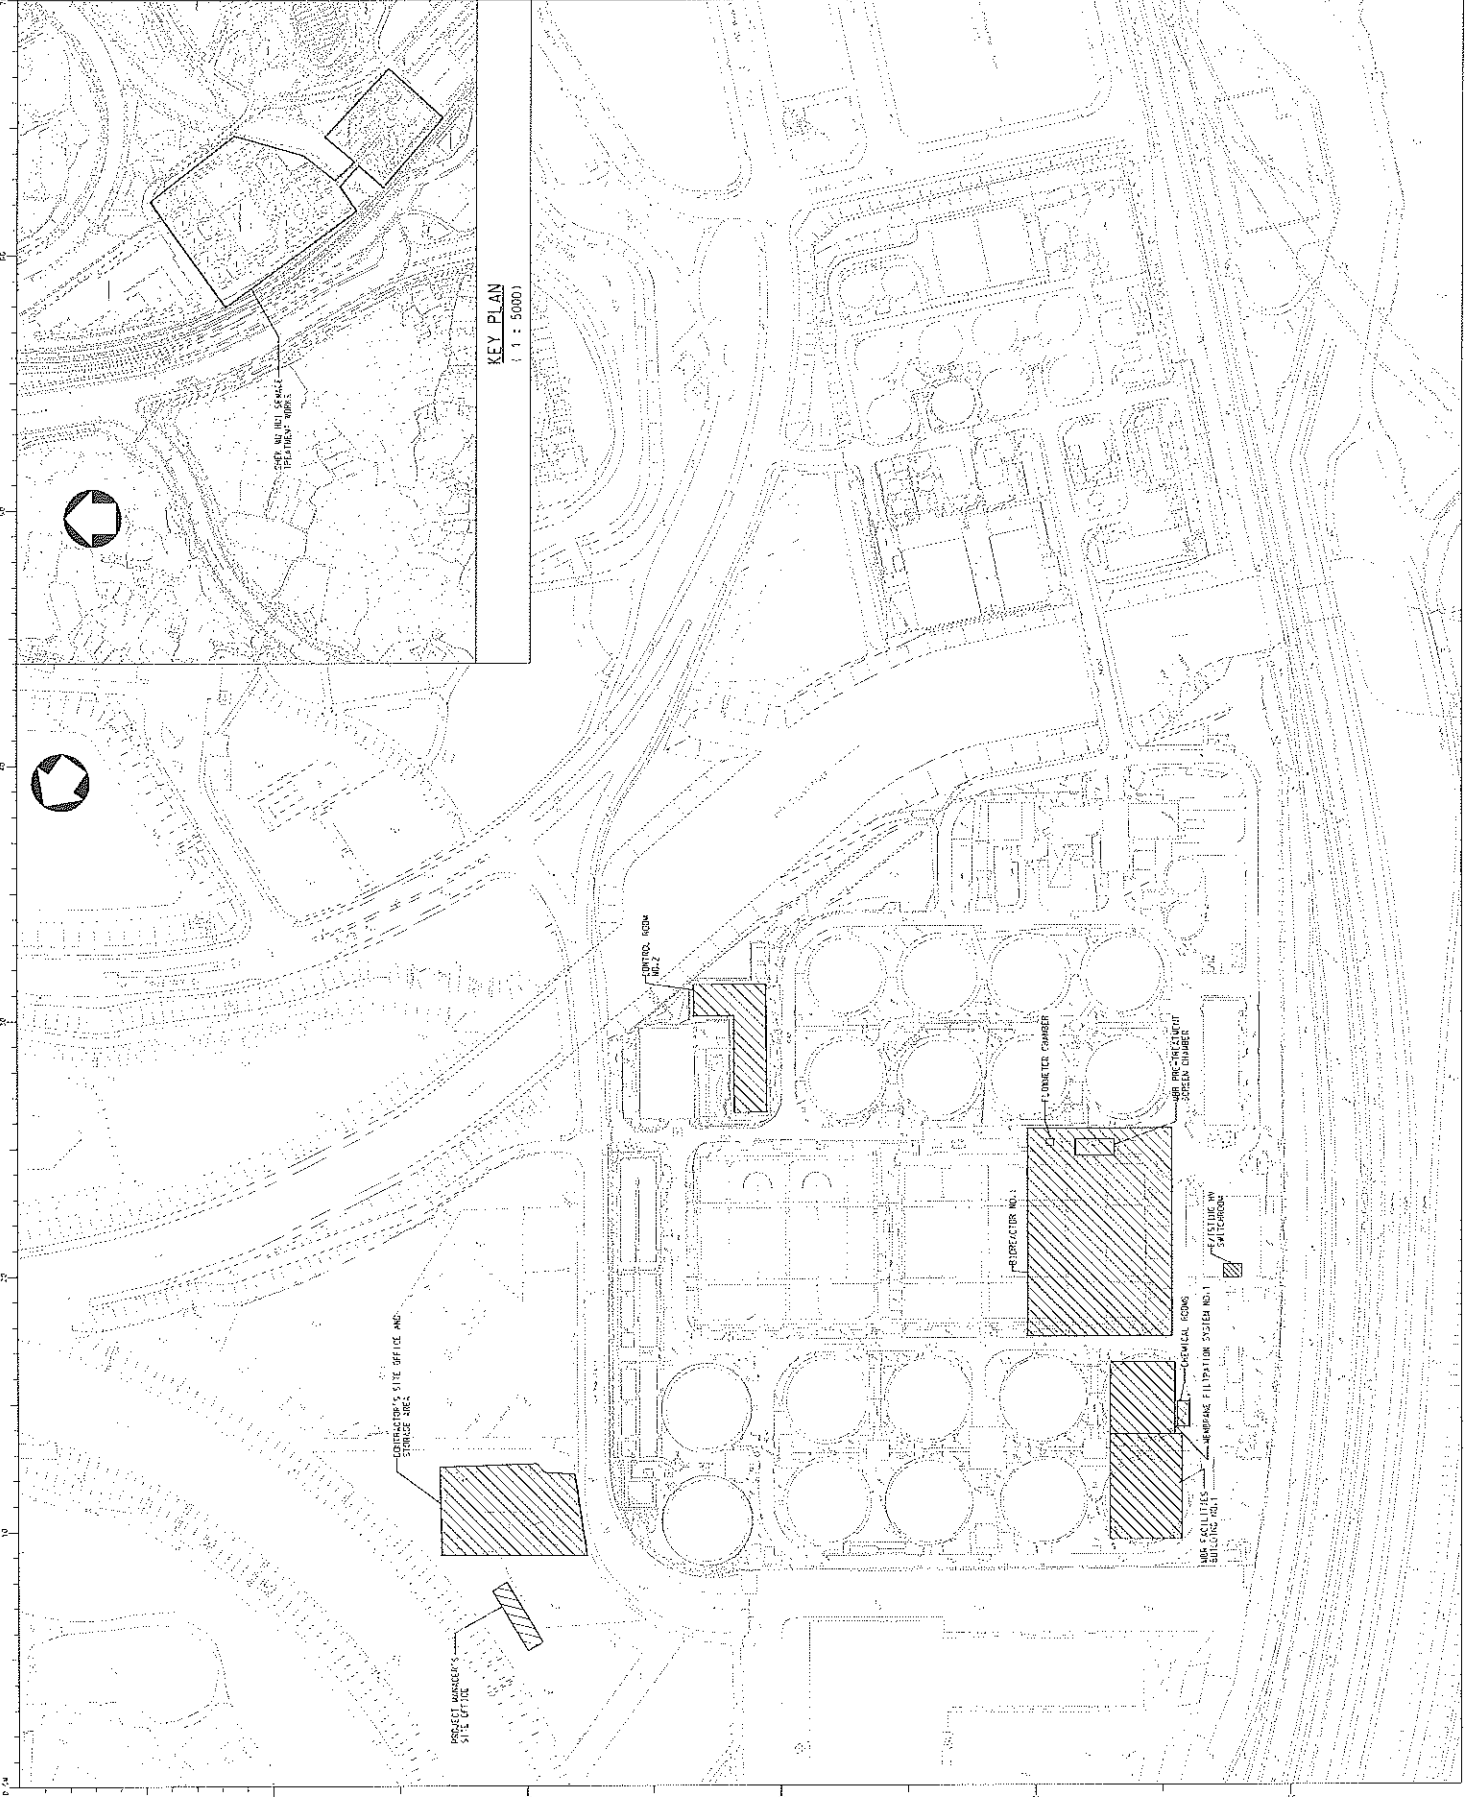 KEY PLAN
( 1 : 5000)
SHEK WU HUI SEWAGE
TREATMENT WORKS
CONTROL ROOM
NO.2
FLOWMETER CHAMBER
MBR PRE-TREATMENT
SCREEN CHAMBER
BIOREACTOR NO.1
EXISTING HV
SWITCHROOM
CONTRACTOR'S SITE OFFICE AND
STORAGE AREA
CHEMICAL ROOMS
MEMBRANE FILTRATION SYSTEM NO.1
MBR FACILITIES
BUILDING NO.1
PROJECT MANAGER'S
SITE OFFICE